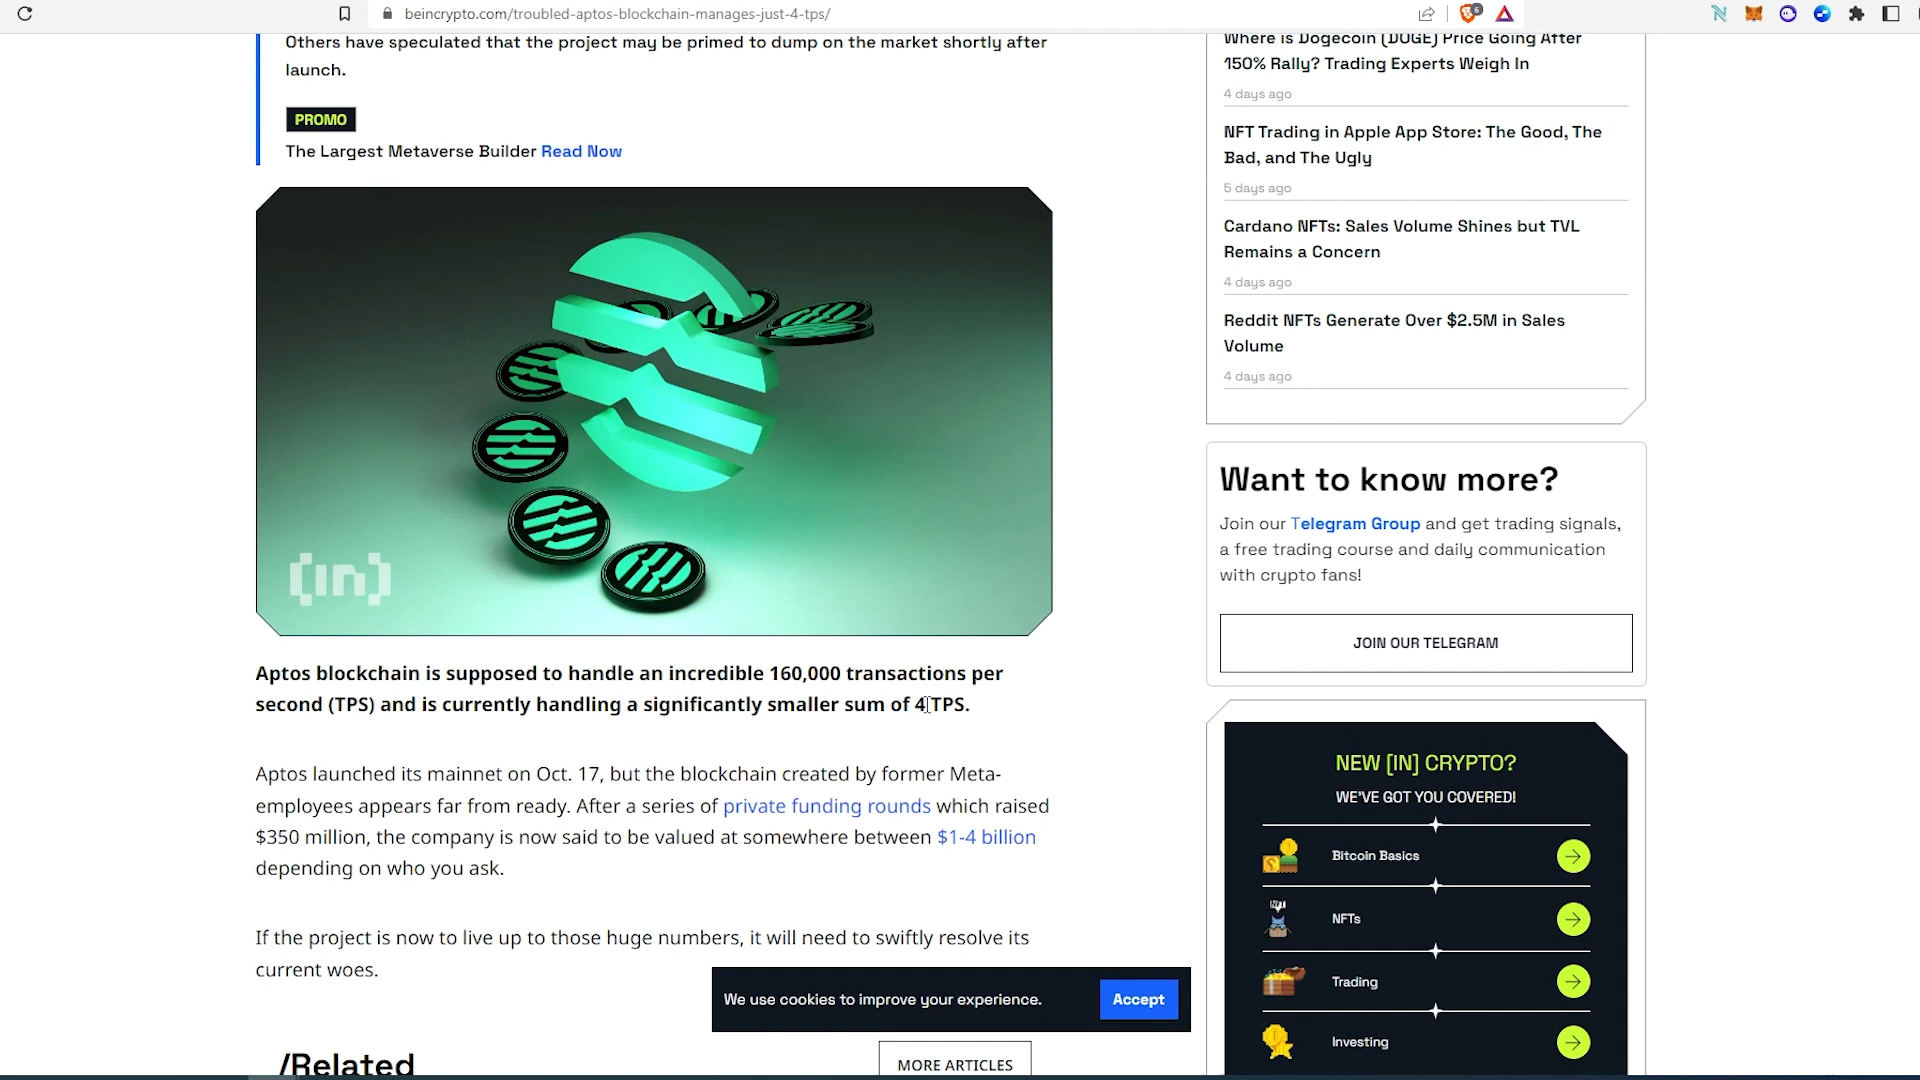 beincrypto.com/troubled-aptos-blockchain-manages-just-4-tps/
6
Others have speculated that the project may be primed to dump on the market shortly after
launch.
PROMO
The Largest Metaverse Builder Read Now
[in]
Aptos blockchain is supposed to handle an incredible 160,000 transactions per
second (TPS) and is currently handling a significantly smaller sum of 4 TPS.
Aptos launched its mainnet on Oct. 17, but the blockchain created by former Meta-
employees appears far from ready. After a series of private funding rounds which raised
$350 million, the company is now said to be valued at somewhere between $1-4 billion
depending on who you ask.
If the project is now to live up to those huge numbers, it will need to swiftly resolve its
current woes.
We use cookies to improve your experience.
Accept
/Related
MORE ARTICLES
Where is Dogecoin (DOGE) Price Going After
150% Rally? Trading Experts Weigh In
4 days ago
NFT Trading in Apple App Store: The Good, The
Bad, and The Ugly
5 days ago
Cardano NFTs: Sales Volume Shines but TVL
Remains a Concern
4 days ago
Reddit NFTs Generate Over $2.5M in Sales
Volume
4 days ago
Want to know more?
Join our Telegram Group and get trading signals,
a free trading course and daily communication
with crypto fans!
JOIN OUR TELEGRAM
NEW [IN] CRYPTO?
WE'VE GOT YOU COVERED!
Bitcoin Basics
NFTs
Trading
Investing